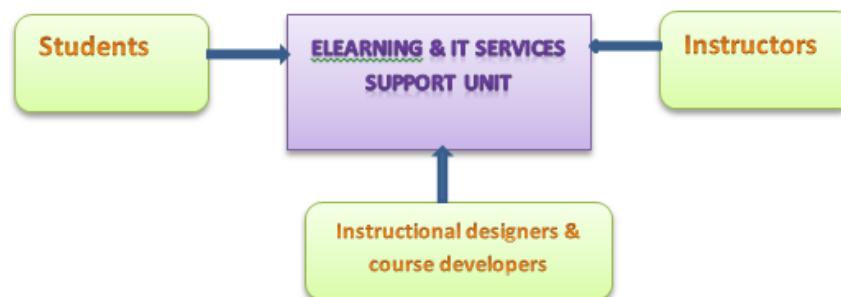 Students
ELEARNING & IT SERVICES
SUPPORT UNIT
Instructors
Instructional designers &
course developers